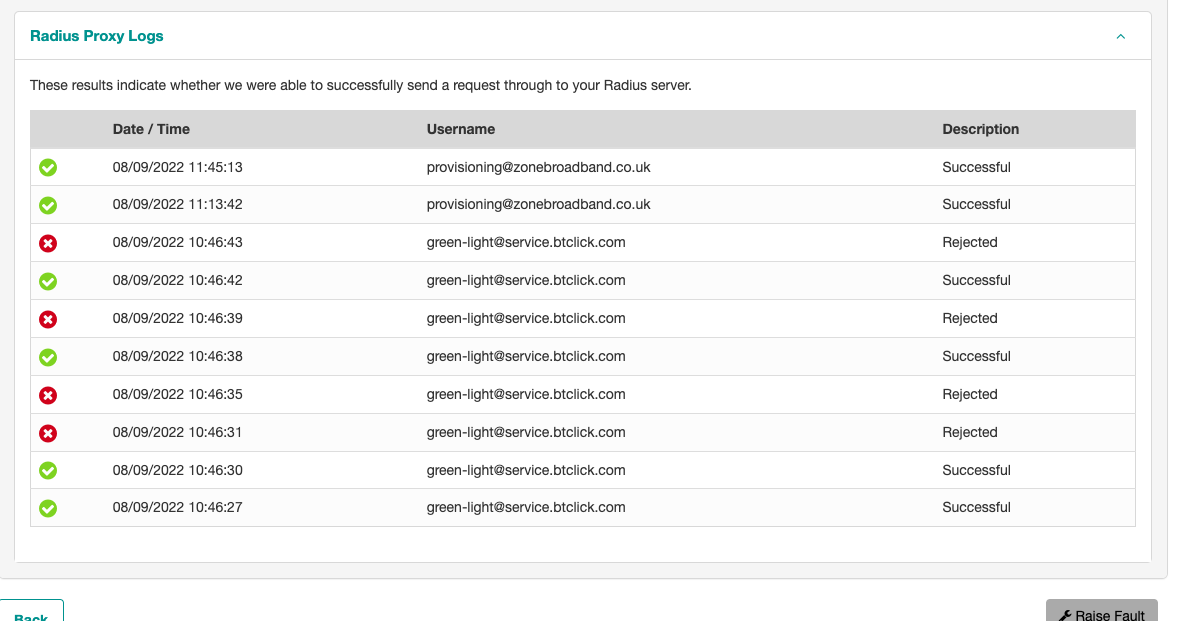 Radius Proxy Logs
These results indicate whether we were able to successfully send a request through to your Radius server.
Date / Time Username Description
08/09/2022 11:45:13 provisioning@zonebroadband.co.uk Successful
08/09/2022 11:13:42 provisioning@zonebroadband.co.uk Successful
08/09/2022 10:46:43 green-light@service.btclick.com Rejected
08/09/2022 10:46:42 green-light@service.btclick.com Successful
08/09/2022 10:46:39 green-light@service.btclick.com Rejected
08/09/2022 10:46:38 green-light@service.btclick.com Successful
08/09/2022 10:46:35 green-light@service.btclick.com Rejected
08/09/2022 10:46:31 green-light@service.btclick.com Rejected
08/09/2022 10:46:30 green-light@service.btclick.com Successful
08/09/2022 10:46:27 green-light@service.btclick.com Successful
Back Raise Fault